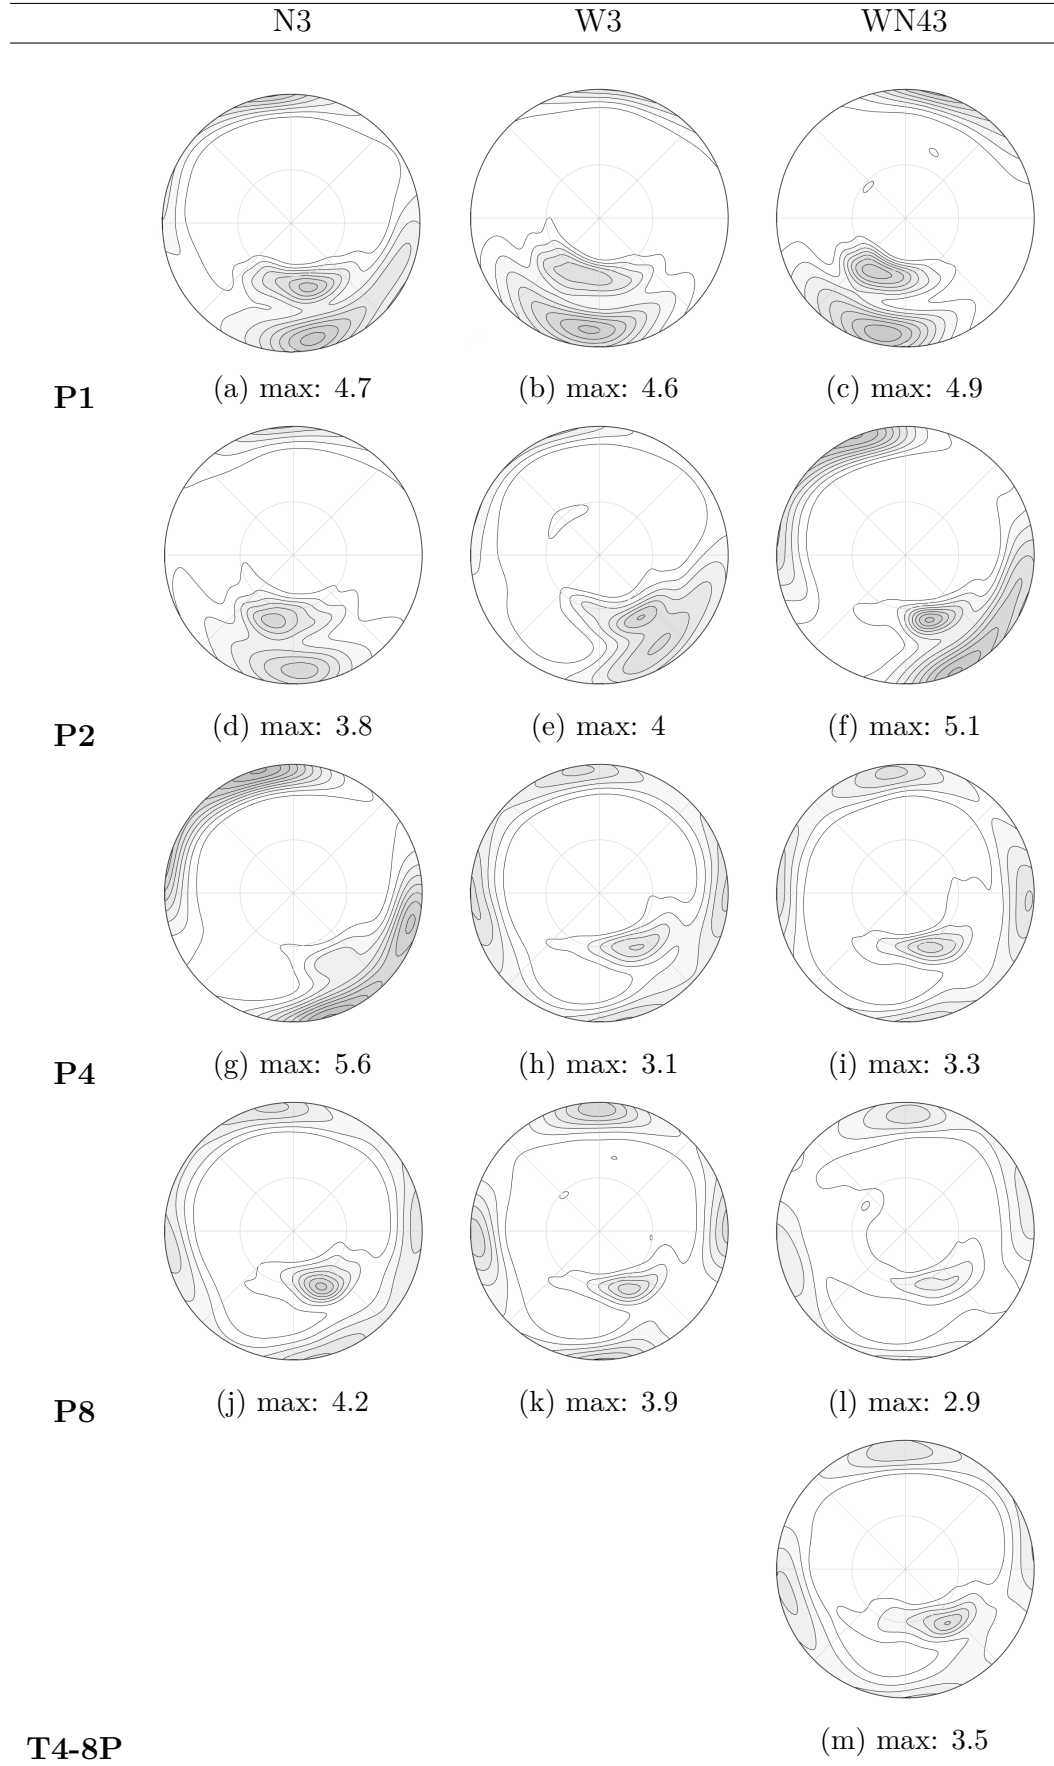 N3 W3 WN43
P1 (a) max: 4.7 (b) max: 4.6 (c) max: 4.9
P2 (d) max: 3.8 (e) max: 4 (f) max: 5.1
P4 (g) max: 5.6 (h) max: 3.1 (i) max: 3.3
P8 (j) max: 4.2 (k) max: 3.9 (l) max: 2.9
T4-8P (m) max: 3.5